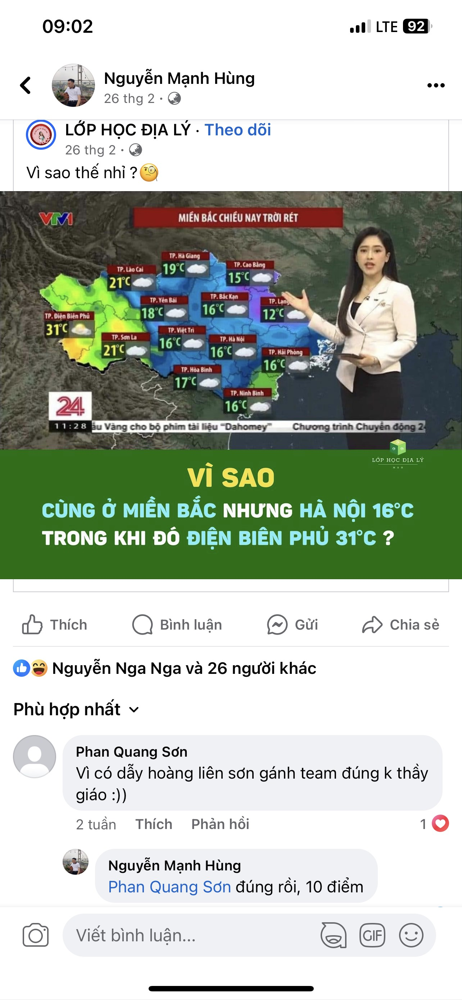 09:02
LTE 92
Nguyễn Mạnh Hùng
26 thg 2 ·
LỚP HỌC ĐỊA LÝ · Theo dõi
26 thg 2 ·
Vì sao thế nhỉ ?
VTV1
MIỀN BẮC CHIỀU NAY TRỜI RÉT
TP. Hà Giang
19°C
TP. Cao Bằng
15°C
TP. Lào Cai
21°C
TP. Yên Bái
18°C
TP. Bắc Kạn
16°C
TP. Lạng
12°C
TP. Điện Biên Phủ
31°C
TP. Sơn La
21°C
TP. Việt Trì
16°C
TP. Hà Nội
16°C
TP. Hải Phòng
16°C
TP. Hòa Bình
17°C
TP. Ninh Bình
16°C
24
11:28 ấu Vàng cho bộ phim tài liệu "Dahomey" Chương trình Chuyển động 24
LỚP HỌC ĐỊA LÝ
MAH
VÌ SAO
CÙNG Ở MIỀN BẮC NHƯNG HÀ NỘI 16°C
TRONG KHI ĐÓ ĐIỆN BIÊN PHỦ 31°C ?
Thích Bình luận Gửi Chia sẻ
Nguyễn Nga Nga và 26 người khác
Phù hợp nhất
Phan Quang Sơn
Vì có dẫy hoàng liên sơn gánh team đúng k thầy
giáo :))
2 tuần Thích Phản hồi 1
Nguyễn Mạnh Hùng
Phan Quang Sơn đúng rồi, 10 điểm
Viết bình luận...
GIF